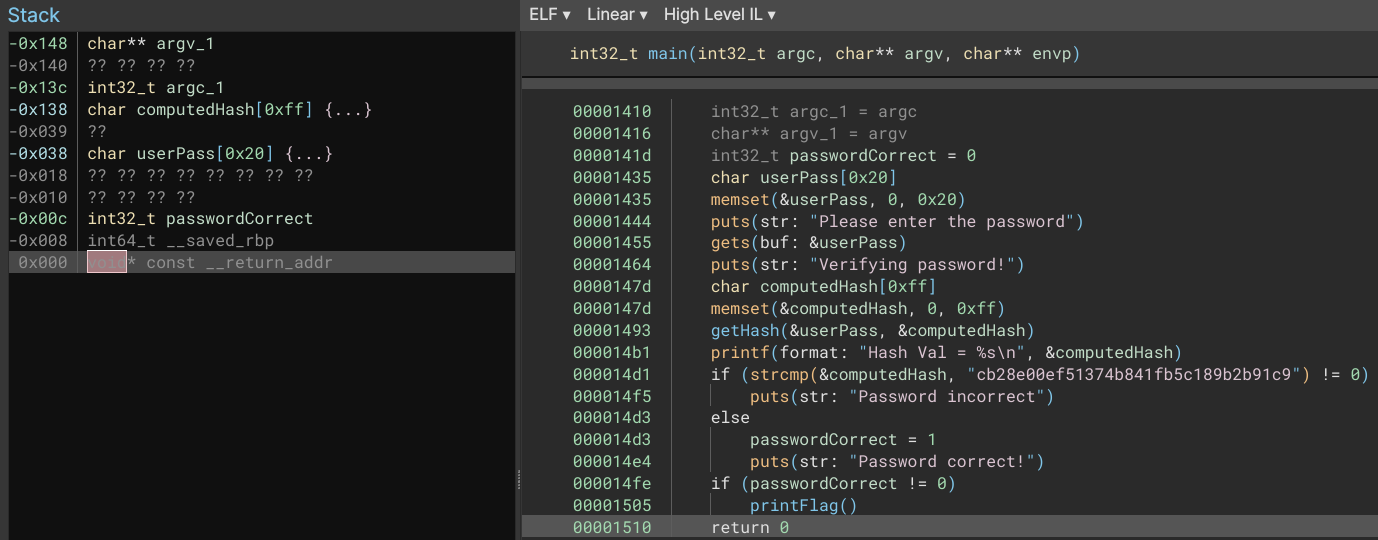 Stack
-0x148 char** argv_1
-0x140 ?? ?? ?? ??
-0x13c int32_t argc_1
-0x138 char computedHash[0xff] {...}
-0x039 ??
-0x038 char userPass[0x20] {...}
-0x018 ?? ?? ?? ?? ?? ?? ?? ??
-0x010 ?? ?? ?? ??
-0x00c int32_t passwordCorrect
-0x008 int64_t __saved_rbp
0x000 void* const __return_addr
ELF ▾ Linear ▾ High Level IL ▾
int32_t main(int32_t argc, char** argv, char** envp)
00001410 int32_t argc_1 = argc
00001416 char** argv_1 = argv
0000141d int32_t passwordCorrect = 0
00001435 char userPass[0x20]
00001435 memset(&userPass, 0, 0x20)
00001444 puts(str: "Please enter the password")
00001455 gets(buf: &userPass)
00001464 puts(str: "Verifying password!")
0000147d char computedHash[0xff]
0000147d memset(&computedHash, 0, 0xff)
00001493 getHash(&userPass, &computedHash)
000014b1 printf(format: "Hash Val = %s\n", &computedHash)
000014d1 if (strcmp(&computedHash, "cb28e00ef51374b841fb5c189b2b91c9") != 0)
000014f5 puts(str: "Password incorrect")
000014d3 else
000014d3 passwordCorrect = 1
000014e4 puts(str: "Password correct!")
000014fe if (passwordCorrect != 0)
00001505 printFlag()
00001510 return 0